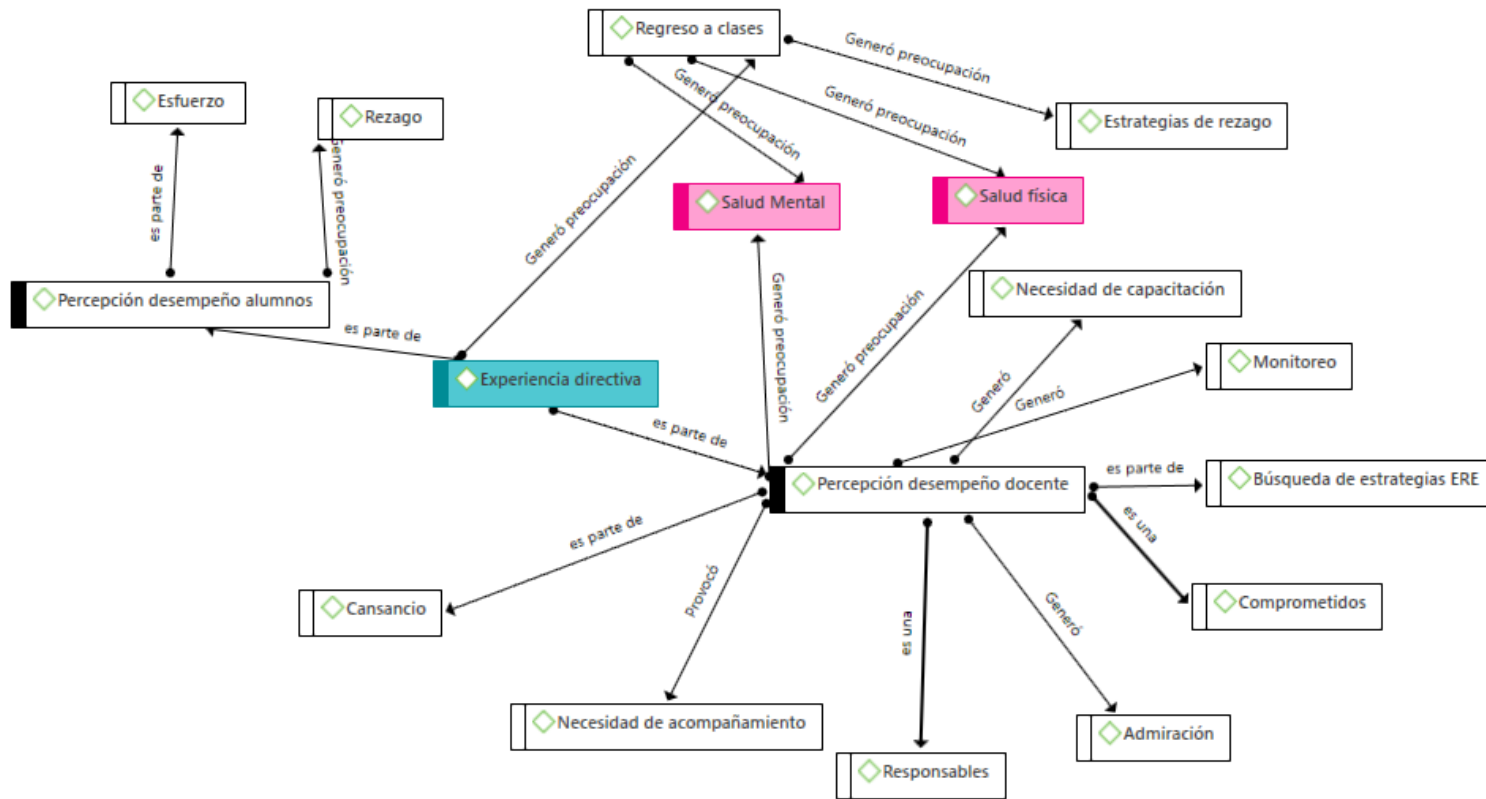 Regreso a clases
Generó preocupación
Generó preocupación
Generó preocupación
Generó preocupación
Esfuerzo
Rezago
Estrategias de rezago
es parte de
Generó preocupación
Salud Mental
Salud física
Percepción desempeño alumnos
es parte de
Experiencia directiva
Generó preocupación
Generó preocupación
Necesidad de capacitación
Generó
Generó
Monitoreo
es parte de
Percepción desempeño docente
es parte de
Búsqueda de estrategias ERE
es una
Comprometidos
es parte de
Cansancio
Provocó
Necesidad de acompañamiento
es una
Responsables
Generó
Admiración